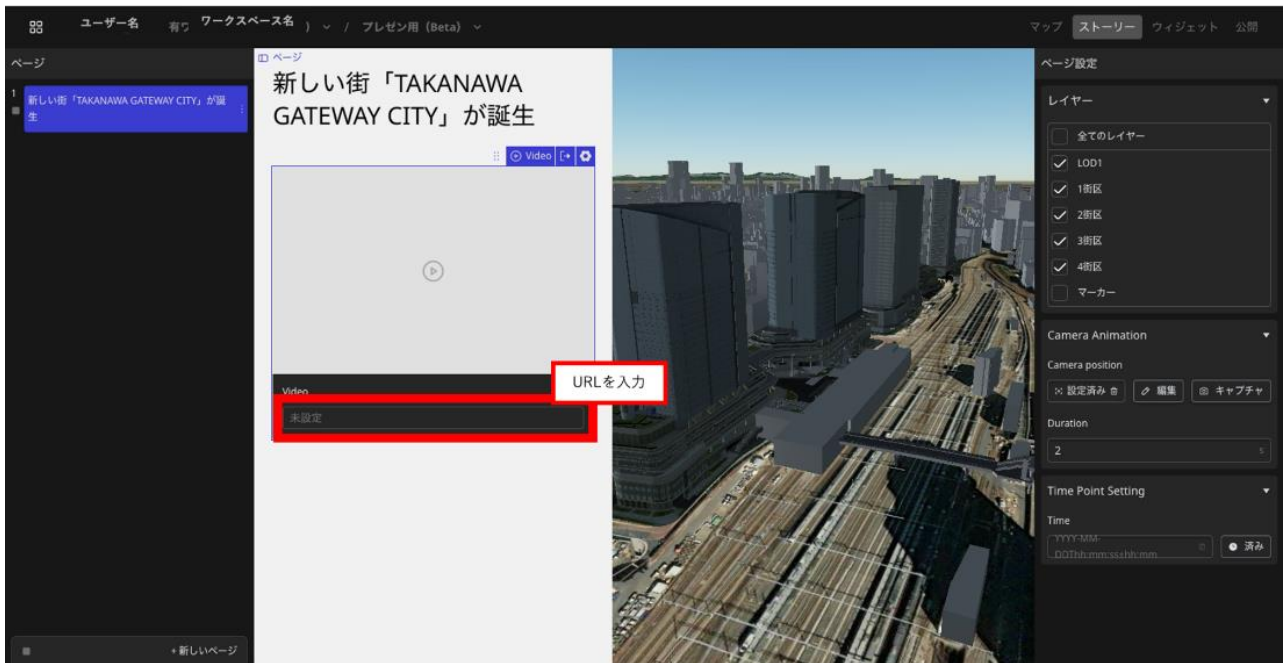 ユーザー名
ワークスペース名
/ プレゼン用（Beta）
マップ
ストーリー
ウィジェット
公開
ページ
1
新しい街「TAKANAWA GATEWAY CITY」が誕
生
+新しいページ
ページ
新しい街「TAKANAWA
GATEWAY CITY」が誕生
Video
Video
未設定
URLを入力
ページ設定
レイヤー
全てのレイヤー
LOD1
1街区
2街区
3街区
4街区
マーカー
Camera Animation
Camera position
設定済み
編集
キャプチャ
Duration
2
s
Time Point Setting
Time
YYYY-MM-
DDThh:mm:ss±hh:mm
済み